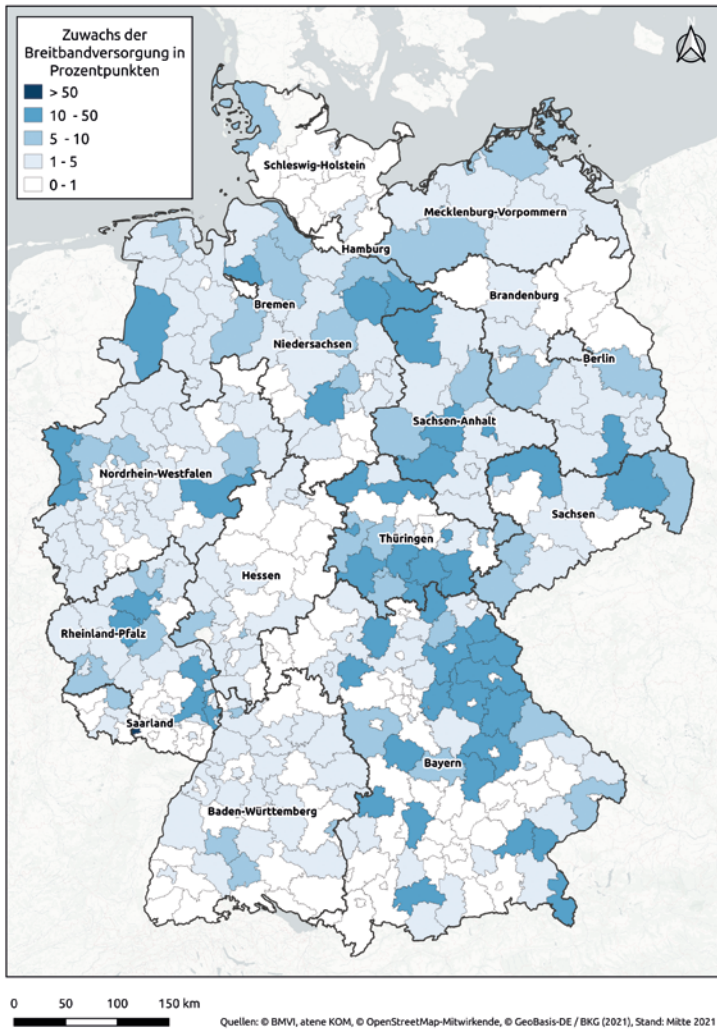 Zuwachs der
Breitbandversorgung in
Prozentpunkten
> 50
10 - 50
5 - 10
1 - 5
0 - 1
N
Schleswig-Holstein
Mecklenburg-Vorpommern
Hamburg
Bremen
Brandenburg
Niedersachsen
Berlin
Sachsen-Anhalt
Nordrhein-Westfalen
Sachsen
Thüringen
Hessen
Rheinland-Pfalz
Saarland
Bayern
Baden-Württemberg
0 50 100 150 km
Quellen: © BMVI, atene KOM, © OpenStreetMap-Mitwirkende, © GeoBasis-DE / BKG (2021), Stand: Mitte 2021